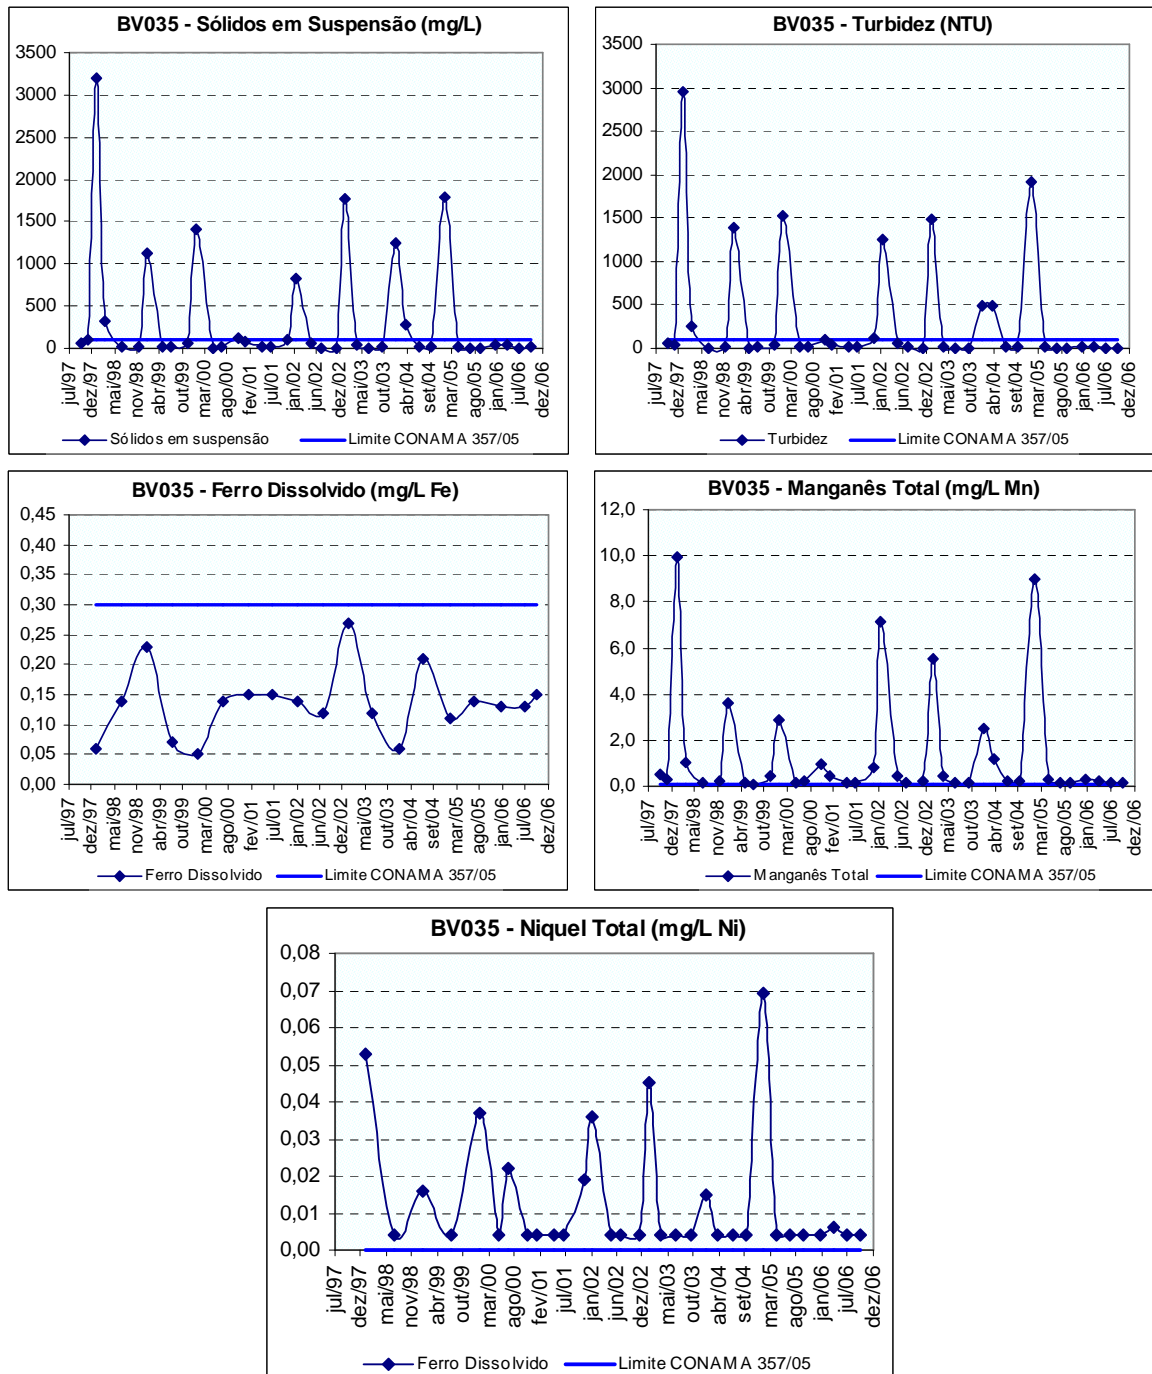 BV035 - Sólidos em Suspensão (mg/L)
3500
3000
2500
2000
1500
1000
500
0
jul/97
dez/97
mai/98
nov/98
abr/99
out/99
mar/00
ago/00
fev/01
jul/01
jan/02
jun/02
dez/02
mai/03
out/03
abr/04
set/04
mar/05
ago/05
jan/06
jul/06
dez/06
Sólidos em suspensão
Limite CONAMA 357/05
BV035 - Turbidez (NTU)
3500
3000
2500
2000
1500
1000
500
0
jul/97
dez/97
mai/98
nov/98
abr/99
out/99
mar/00
ago/00
fev/01
jul/01
jan/02
jun/02
dez/02
mai/03
out/03
abr/04
set/04
mar/05
ago/05
jan/06
jul/06
dez/06
Turbidez
Limite CONAMA 357/05
BV035 - Ferro Dissolvido (mg/L Fe)
0,45
0,40
0,35
0,30
0,25
0,20
0,15
0,10
0,05
0,00
jul/97
dez/97
mai/98
nov/98
abr/99
out/99
mar/00
ago/00
fev/01
jul/01
jan/02
jun/02
dez/02
mai/03
out/03
abr/04
set/04
mar/05
ago/05
jan/06
jul/06
dez/06
Ferro Dissolvido
Limite CONAMA 357/05
BV035 - Manganês Total (mg/L Mn)
12,0
10,0
8,0
6,0
4,0
2,0
0,0
jul/97
dez/97
mai/98
nov/98
abr/99
out/99
mar/00
ago/00
fev/01
jul/01
jan/02
jun/02
dez/02
mai/03
out/03
abr/04
set/04
mar/05
ago/05
jan/06
jul/06
dez/06
Manganês Total
Limite CONAMA 357/05
BV035 - Niquel Total (mg/L Ni)
0,08
0,07
0,06
0,05
0,04
0,03
0,02
0,01
0,00
jul/97
dez/97
mai/98
nov/98
abr/99
out/99
mar/00
ago/00
fev/01
jul/01
jan/02
jun/02
dez/02
mai/03
out/03
abr/04
set/04
mar/05
ago/05
jan/06
jul/06
dez/06
Ferro Dissolvido
Limite CONAMA 357/05